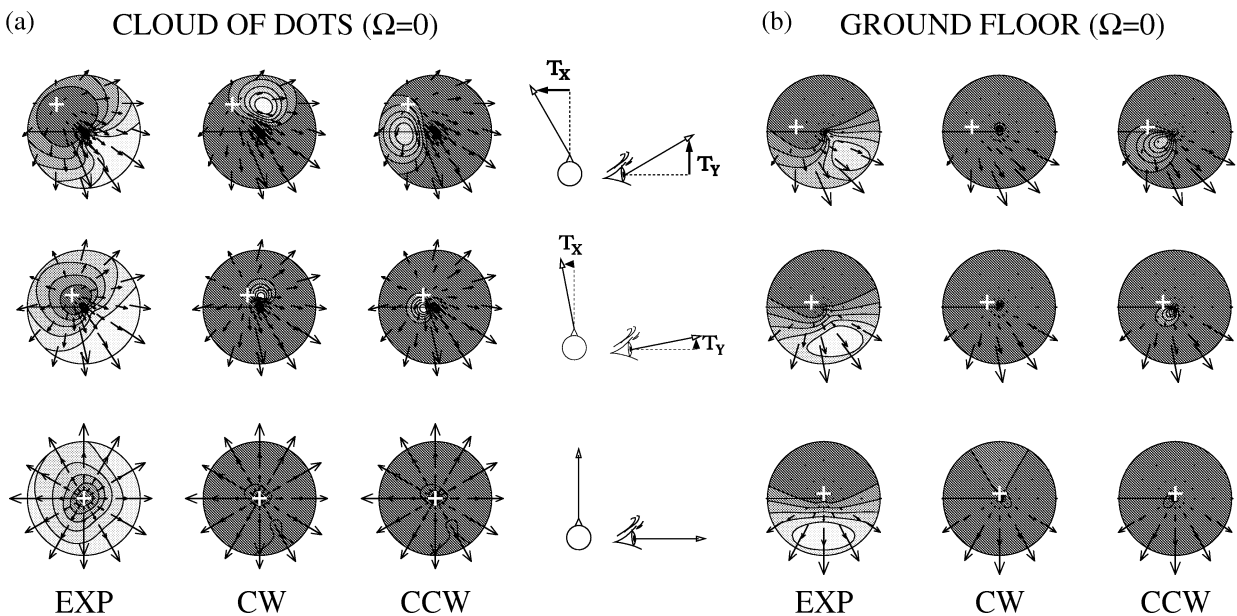 (a) CLOUD OF DOTS (Ω=0) (b) GROUND FLOOR (Ω=0)
T_X
T_Y
T_X
T_Y
EXP CW CCW EXP CW CCW